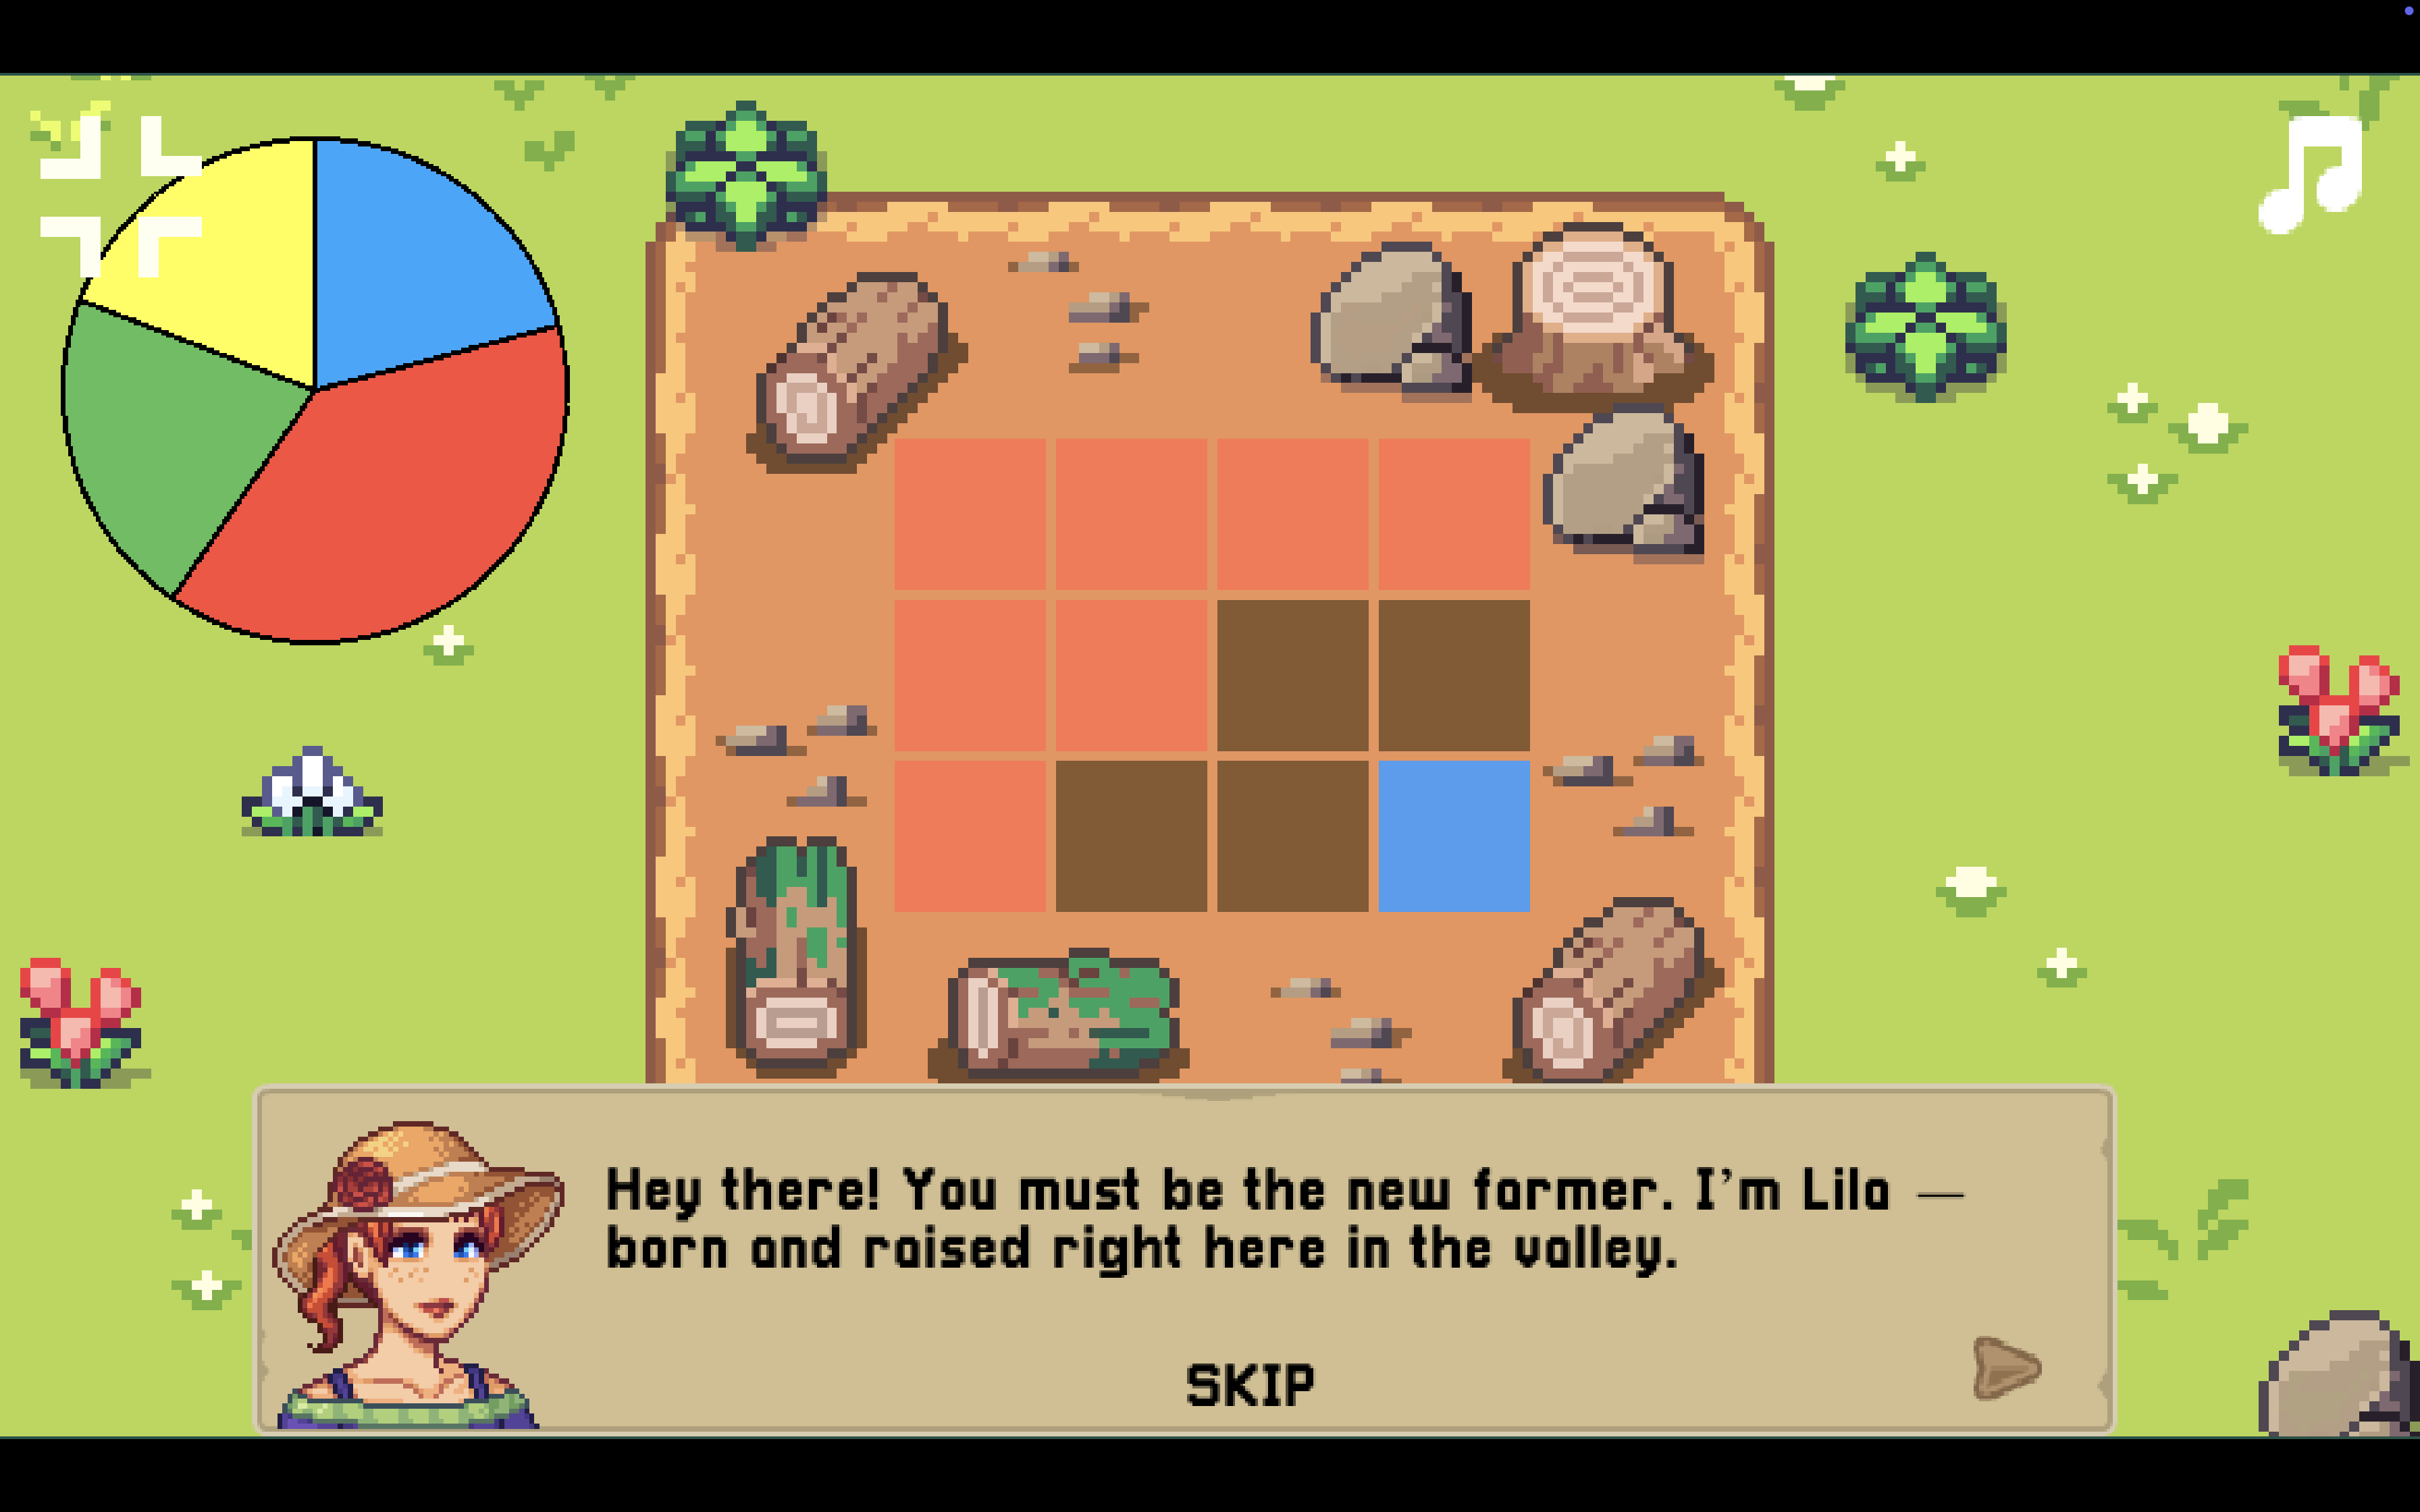 Hey there! You must be the new farmer. I'm Lila —
born and raised right here in the valley.
SKIP